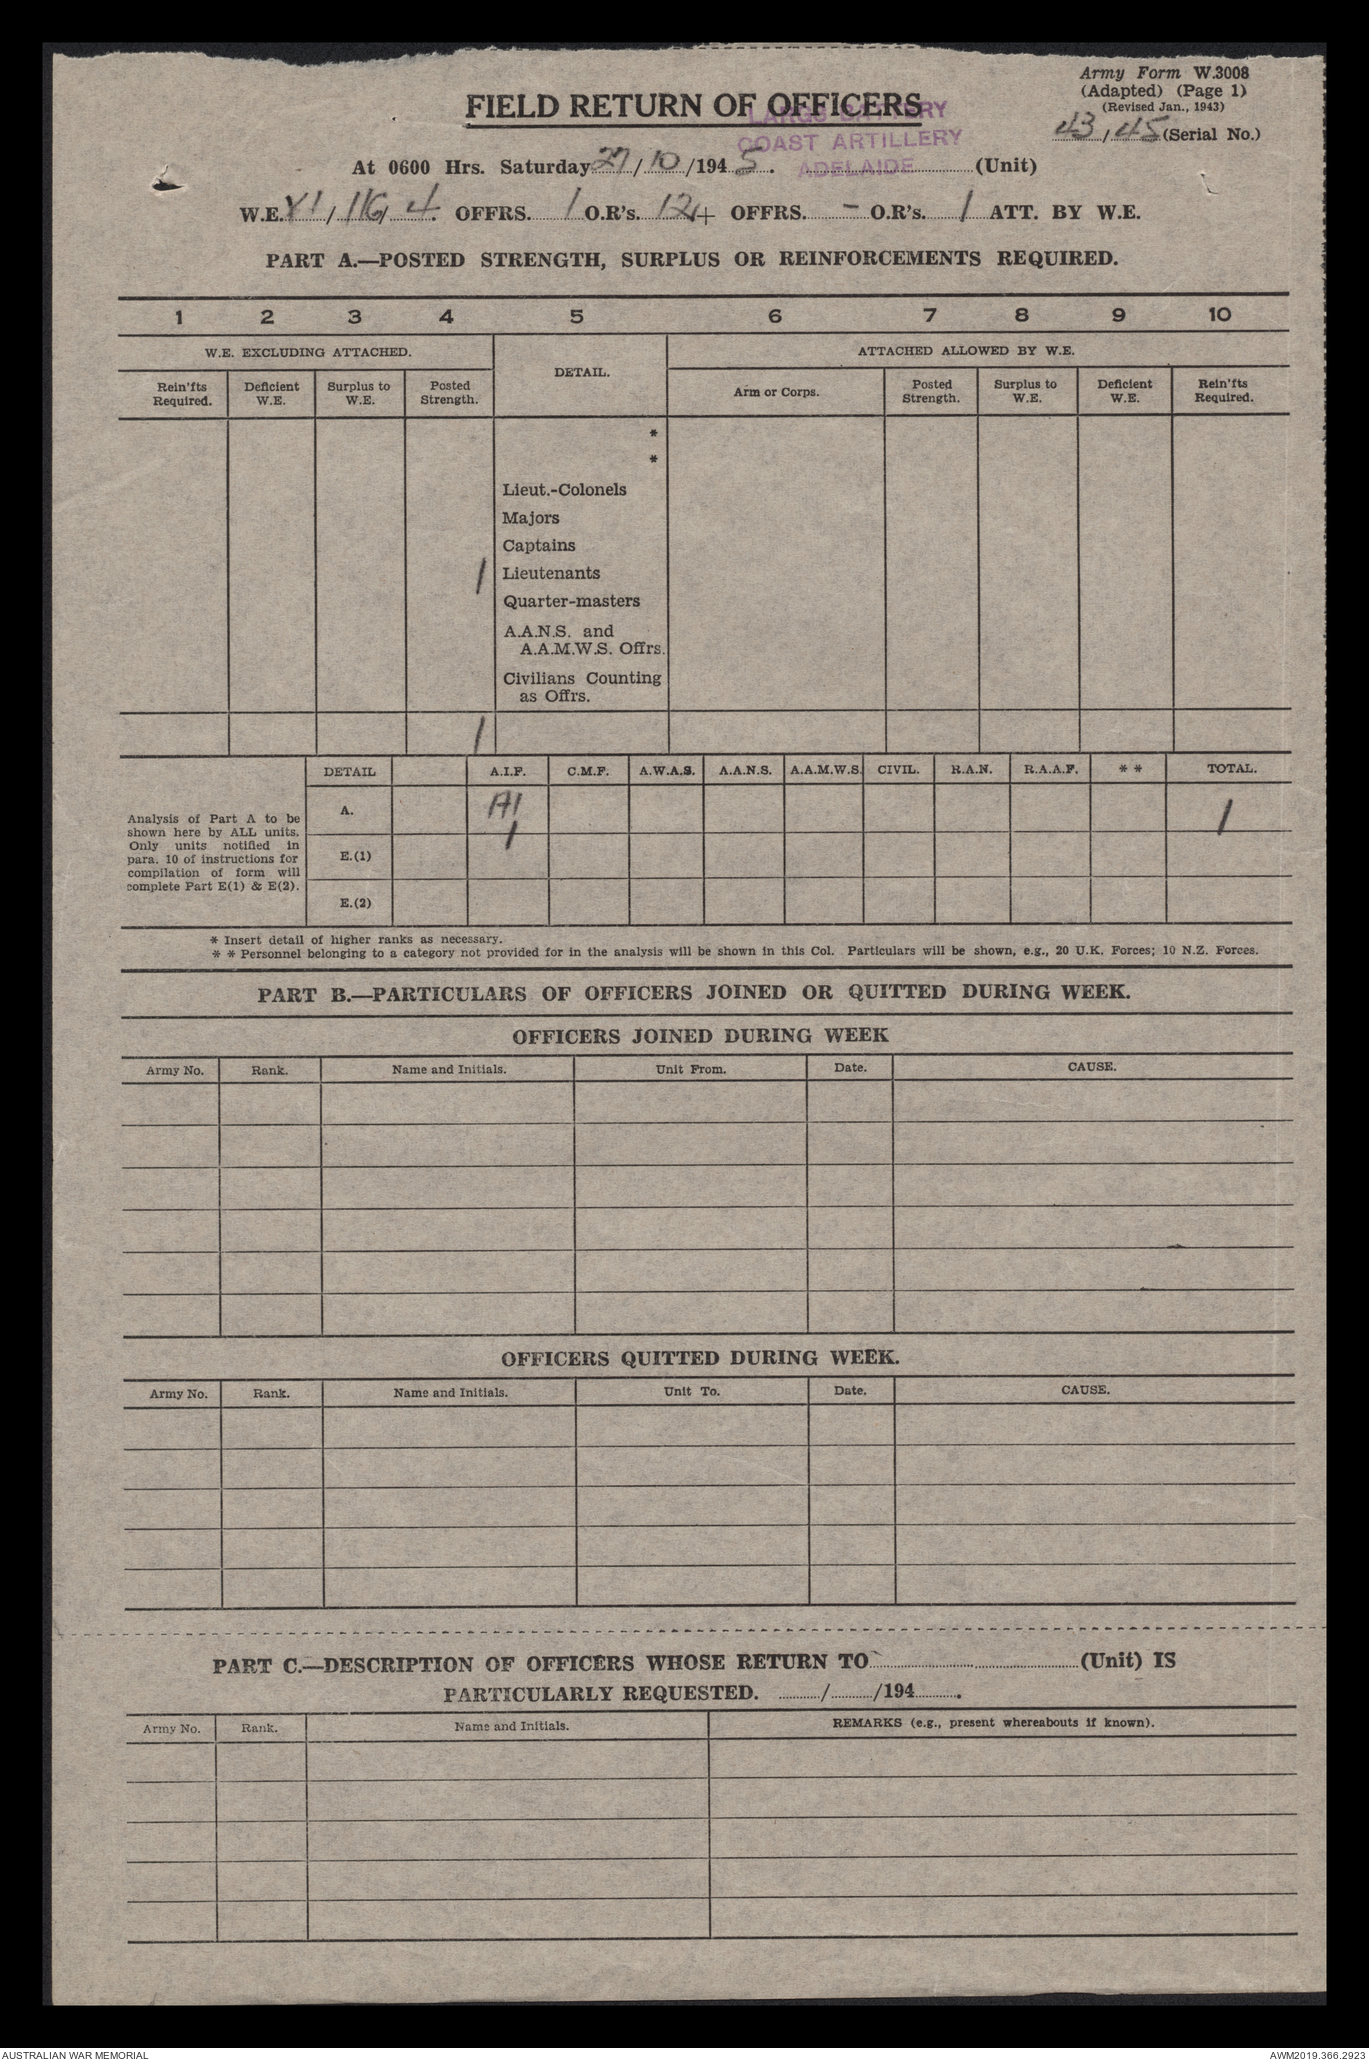 Army Form W.3008
(Adapted) (Page 1)
(Revised Jan., 1943)
43/45 (Serial No.)
FIELD RETURN OF OFFICERS
LARGS BATTERY
COAST ARTILLERY
ADELAIDE
At 0600 Hrs. Saturday 27/10/1945. (Unit)
W.E. VI/116/4 OFFRS. 1 O.R's. 12 + OFFRS. - O.R's. 1 ATT. BY W.E.
PART A.—POSTED STRENGTH, SURPLUS OR REINFORCEMENTS REQUIRED.
1 2 3 4 5 6 7 8 9 10
W.E. EXCLUDING ATTACHED. DETAIL. ATTACHED ALLOWED BY W.E.
Rein'fts Required. Deficient W.E. Surplus to W.E. Posted Strength. Arm or Corps. Posted Strength. Surplus to W.E. Deficient W.E. Rein'fts Required.
*
*
Lieut.-Colonels
Majors
Captains
1 Lieutenants
Quarter-masters
A.A.N.S. and
A.A.M.W.S. Offrs.
Civilians Counting
as Offrs.
1
DETAIL A.I.F. C.M.F. A.W.A.S. A.A.N.S. A.A.M.W.S. CIVIL. R.A.N. R.A.A.F. * * TOTAL.
Analysis of Part A to be
shown here by ALL units.
Only units notified in
para. 10 of instructions for
compilation of form will
complete Part E(1) & E(2).
A. A1 1 1
E.(1)
E.(2)
* Insert detail of higher ranks as necessary.
* * Personnel belonging to a category not provided for in the analysis will be shown in this Col. Particulars will be shown, e.g., 20 U.K. Forces; 10 N.Z. Forces.
PART B.—PARTICULARS OF OFFICERS JOINED OR QUITTED DURING WEEK.
OFFICERS JOINED DURING WEEK
Army No. Rank. Name and Initials. Unit From. Date. CAUSE.
OFFICERS QUITTED DURING WEEK.
Army No. Rank. Name and Initials. Unit To. Date. CAUSE.
PART C.—DESCRIPTION OF OFFICERS WHOSE RETURN TO (Unit) IS
PARTICULARLY REQUESTED. / /194 .
Army No. Rank. Name and Initials. REMARKS (e.g., present whereabouts if known).
AUSTRALIAN WAR MEMORIAL AWM2019.366.2923